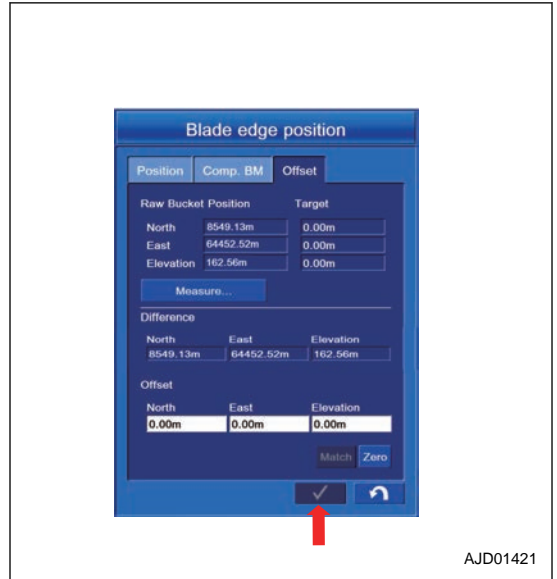 Blade edge position
Position Comp. BM Offset
Raw Bucket Position Target
North 8549.13m 0.00m
East 64452.52m 0.00m
Elevation 162.56m 0.00m
Measure...
Difference
North East Elevation
8549.13m 64452.52m 162.56m
Offset
North East Elevation
0.00m 0.00m 0.00m
Match Zero
AJD01421